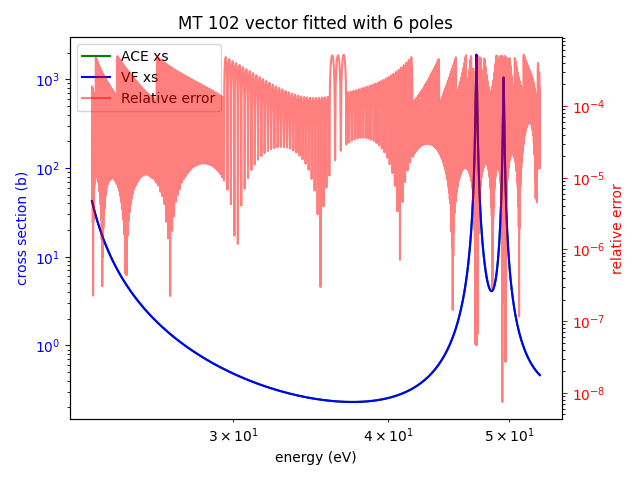 MT 102 vector fitted with 6 poles
ACE xs
VF xs
Relative error
10³
10²
10¹
10⁰
cross section (b)
10⁻⁴
10⁻⁵
10⁻⁶
10⁻⁷
10⁻⁸
relative error
3 × 10¹
4 × 10¹
5 × 10¹
energy (eV)